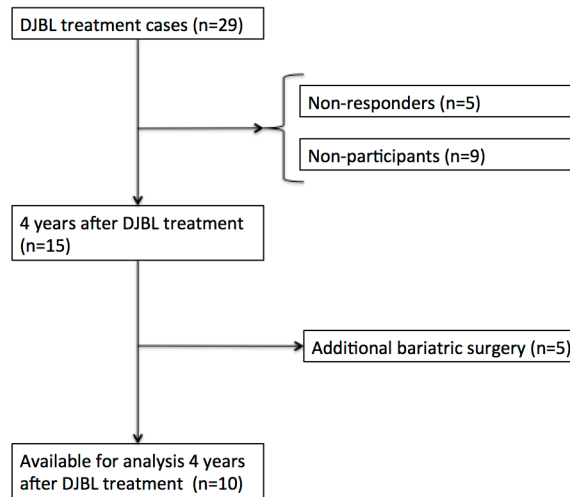 DJBL treatment cases (n=29)
Non-responders (n=5)
Non-participants (n=9)
4 years after DJBL treatment
(n=15)
Additional bariatric surgery (n=5)
Available for analysis 4 years
after DJBL treatment (n=10)